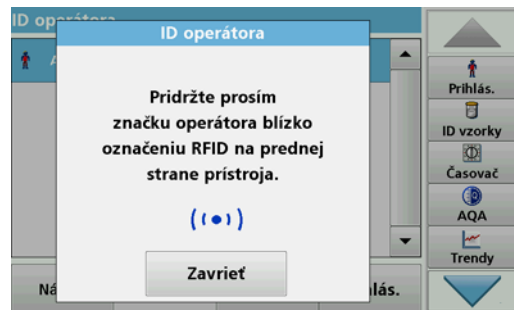 ID operátora
ID operátora
Pridržte prosím
značku operátora blízko
označeniu RFID na prednej
strane prístroja.
Zavrieť
Prihlás.
ID vzorky
Časovač
AQA
Trendy